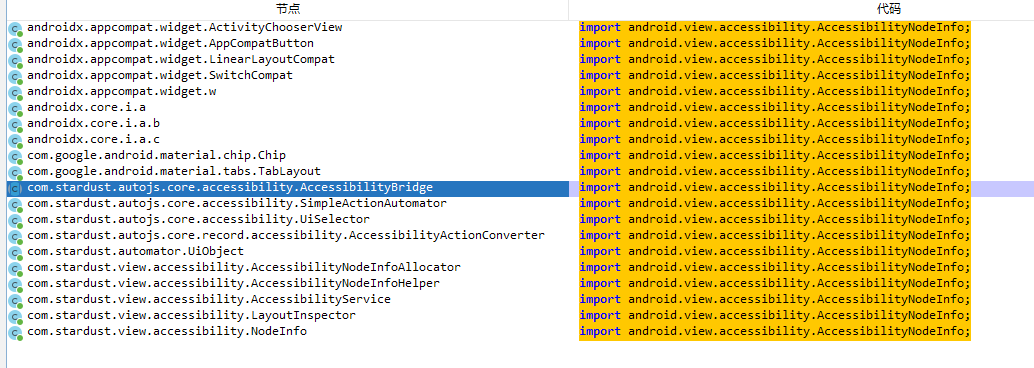 节点 代码
androidx.appcompat.widget.ActivityChooserView import android.view.accessibility.AccessibilityNodeInfo;
androidx.appcompat.widget.AppCompatButton import android.view.accessibility.AccessibilityNodeInfo;
androidx.appcompat.widget.LinearLayoutCompat import android.view.accessibility.AccessibilityNodeInfo;
androidx.appcompat.widget.SwitchCompat import android.view.accessibility.AccessibilityNodeInfo;
androidx.appcompat.widget.w import android.view.accessibility.AccessibilityNodeInfo;
androidx.core.i.a import android.view.accessibility.AccessibilityNodeInfo;
androidx.core.i.a.b import android.view.accessibility.AccessibilityNodeInfo;
androidx.core.i.a.c import android.view.accessibility.AccessibilityNodeInfo;
com.google.android.material.chip.Chip import android.view.accessibility.AccessibilityNodeInfo;
com.google.android.material.tabs.TabLayout import android.view.accessibility.AccessibilityNodeInfo;
com.stardust.autojs.core.accessibility.AccessibilityBridge import android.view.accessibility.AccessibilityNodeInfo;
com.stardust.autojs.core.accessibility.SimpleActionAutomator import android.view.accessibility.AccessibilityNodeInfo;
com.stardust.autojs.core.accessibility.UiSelector import android.view.accessibility.AccessibilityNodeInfo;
com.stardust.autojs.core.record.accessibility.AccessibilityActionConverter import android.view.accessibility.AccessibilityNodeInfo;
com.stardust.automator.UiObject import android.view.accessibility.AccessibilityNodeInfo;
com.stardust.view.accessibility.AccessibilityNodeInfoAllocator import android.view.accessibility.AccessibilityNodeInfo;
com.stardust.view.accessibility.AccessibilityNodeInfoHelper import android.view.accessibility.AccessibilityNodeInfo;
com.stardust.view.accessibility.AccessibilityService import android.view.accessibility.AccessibilityNodeInfo;
com.stardust.view.accessibility.LayoutInspector import android.view.accessibility.AccessibilityNodeInfo;
com.stardust.view.accessibility.NodeInfo import android.view.accessibility.AccessibilityNodeInfo;